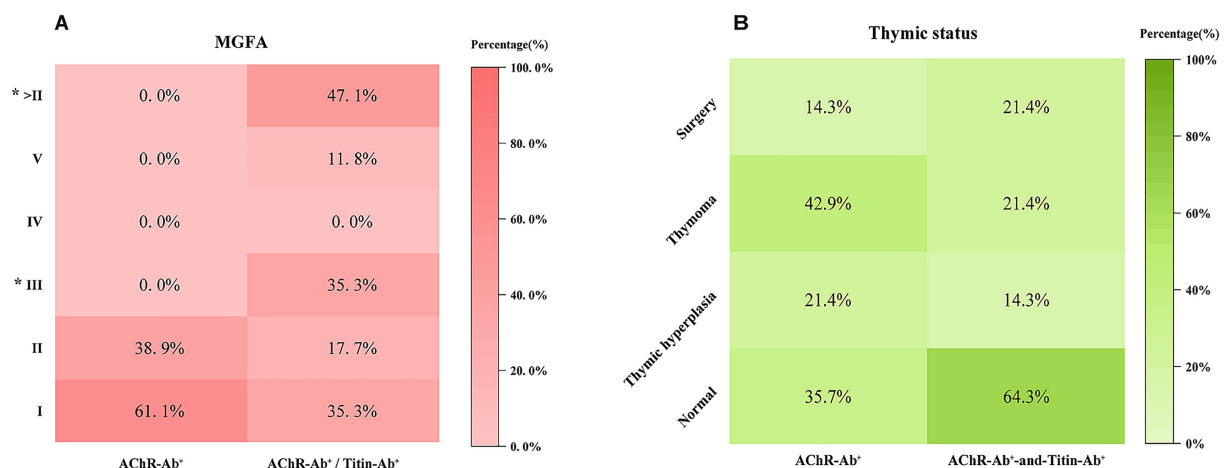 A
MGFA
Percentage(%)
* >II
0. 0%
47. 1%
V
0. 0%
11. 8%
IV
0. 0%
0. 0%
* III
0. 0%
35. 3%
II
38. 9%
17. 7%
I
61. 1%
35. 3%
AChR-Ab⁺
AChR-Ab⁺ / Titin-Ab⁺
100. 0%
80. 0%
60. 0%
40. 0%
20. 0%
0. 0%
B
Thymic status
Percentage(%)
Surgery
14.3%
21.4%
Thymoma
42.9%
21.4%
Thymic hyperplasia
21.4%
14.3%
Normal
35.7%
64.3%
AChR-Ab⁺
AChR-Ab⁺-and-Titin-Ab⁺
100%
80%
60%
40%
20%
0%